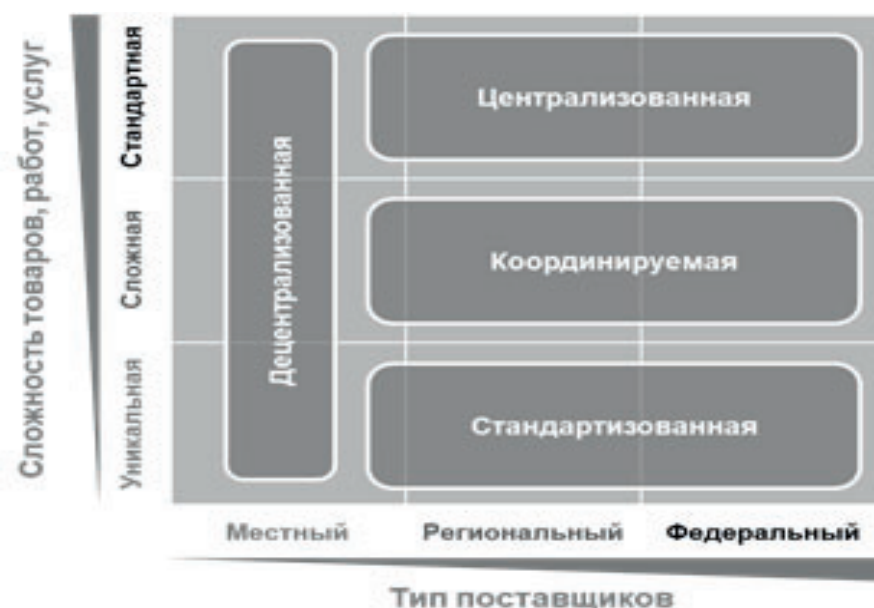 Сложность товаров, работ, услуг
Стандартная
Сложная
Уникальная
Децентрализованная
Централизованная
Координируемая
Стандартизованная
Местный
Региональный
Федеральный
Тип поставщиков